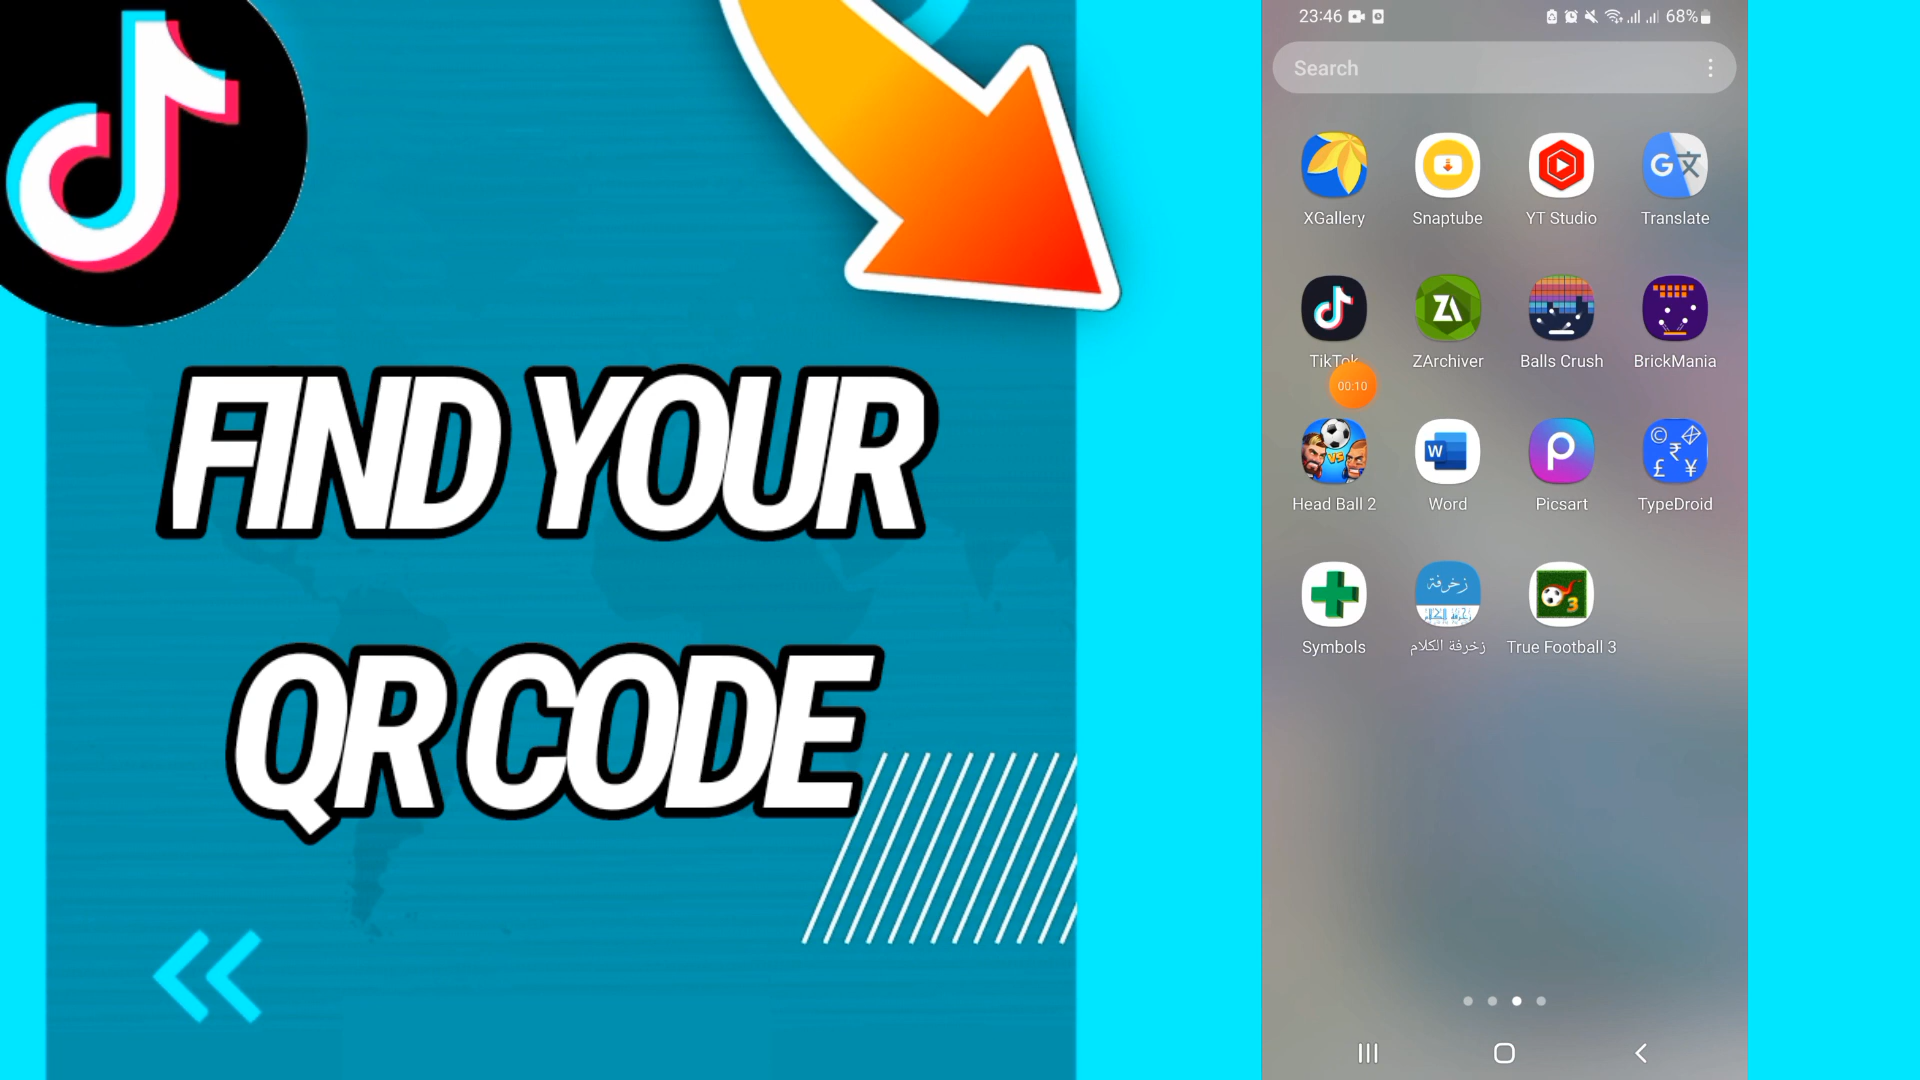 FIND YOUR
QR CODE
23:46
68%
Search
XGallery
Snaptube
YT Studio
Translate
TikTok
ZArchiver
Balls Crush
BrickMania
00:10
Head Ball 2
Word
Picsart
TypeDroid
Symbols
زخرفة الكلام
True Football 3